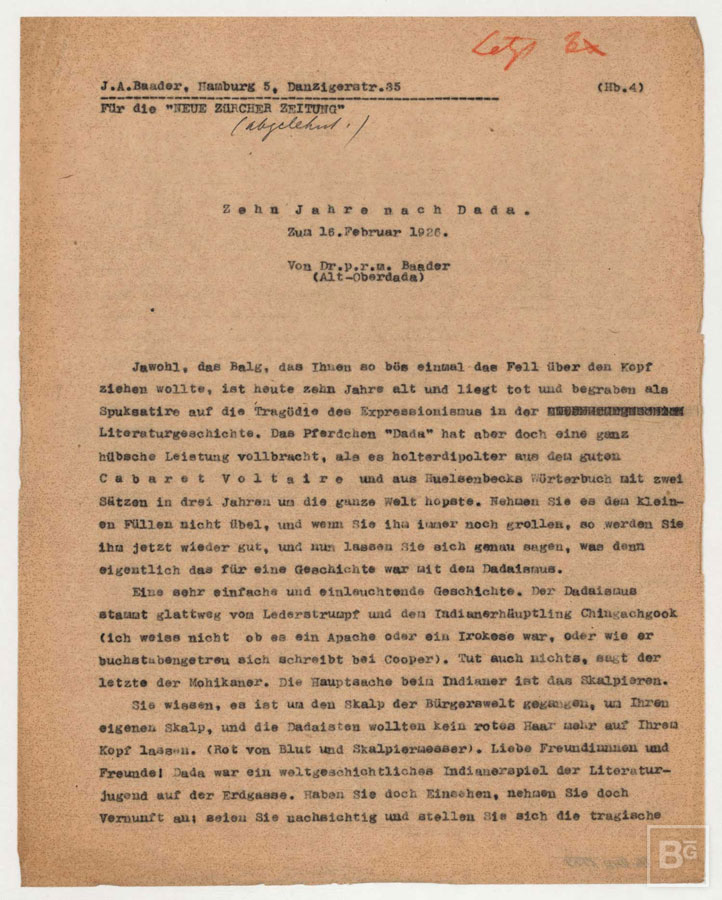 J.A.Baader, Hamburg 5, Danzigerstr.35 (Hb.4)
Für die "NEUE ZÜRCHER ZEITUNG"
(abgelehnt.)
Zehn Jahre nach Dada.
Zum 16.Februar 1926.
Von Dr.p.r.m. Baader
(Alt-Oberdada)
Jawohl, das Balg, das Ihnen so bös einmal das Fell über den Kopf
ziehen wollte, ist heute zehn Jahre alt und liegt tot und begraben als
Spuksatire auf die Tragödie des Expressionismus in der
Literaturgeschichte. Das Pferdchen "Dada" hat aber doch eine ganz
hübsche Leistung vollbracht, als es holterdipolter aus dem guten
Cabaret Voltaire und aus Huelsenbecks Wörterbuch mit zwei
Sätzen in drei Jahren um die ganze Welt hopste. Nehmen Sie es dem klein-
en Füllen nicht übel, und wenn Sie ihm immer noch grollen, so werden Sie
ihm jetzt wieder gut, und nun lassen Sie sich genau sagen, was denn
eigentlich das für eine Geschichte war mit dem Dadaismus.
Eine sehr einfache und einleuchtende Geschichte. Der Dadaismus
stammt glattweg vom Lederstrumpf und dem Indianerhäuptling Chingachgook
(ich weiss nicht ob es ein Apache oder ein Irokese war, oder wie er
buchstabengetreu sich schreibt bei Cooper). Tut auch nichts, sagt der
letzte der Mohikaner. Die Hauptsache beim Indianer ist das Skalpieren.
Sie wissen, es ist um den Skalp der Bürgerswelt gegangen, um Ihren
eigenen Skalp, und die Dadaisten wollten kein rotes Haar mehr auf Ihrem
Kopf lassen. (Rot von Blut und Skalpiermesser). Liebe Freundinnnen und
Freunde! Dada war ein weltgeschichtliches Indianerspiel der Literatur-
jugend auf der Erdgasse. Haben Sie doch Einsehen, nehmen Sie doch
Vernunft an; seien Sie nachsichtig und stellen Sie sich die tragische
BG